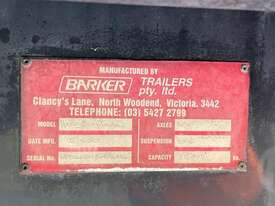 MANUFACTURED BY
BARKER TRAILERS pty. ltd.
Clancy's Lane, North Woodend, Victoria. 3442
TELEPHONE: (03) 5427 2799
MODEL AXLES
DATE MFG. SUSPENSION
SERIAL No. CAPACITY